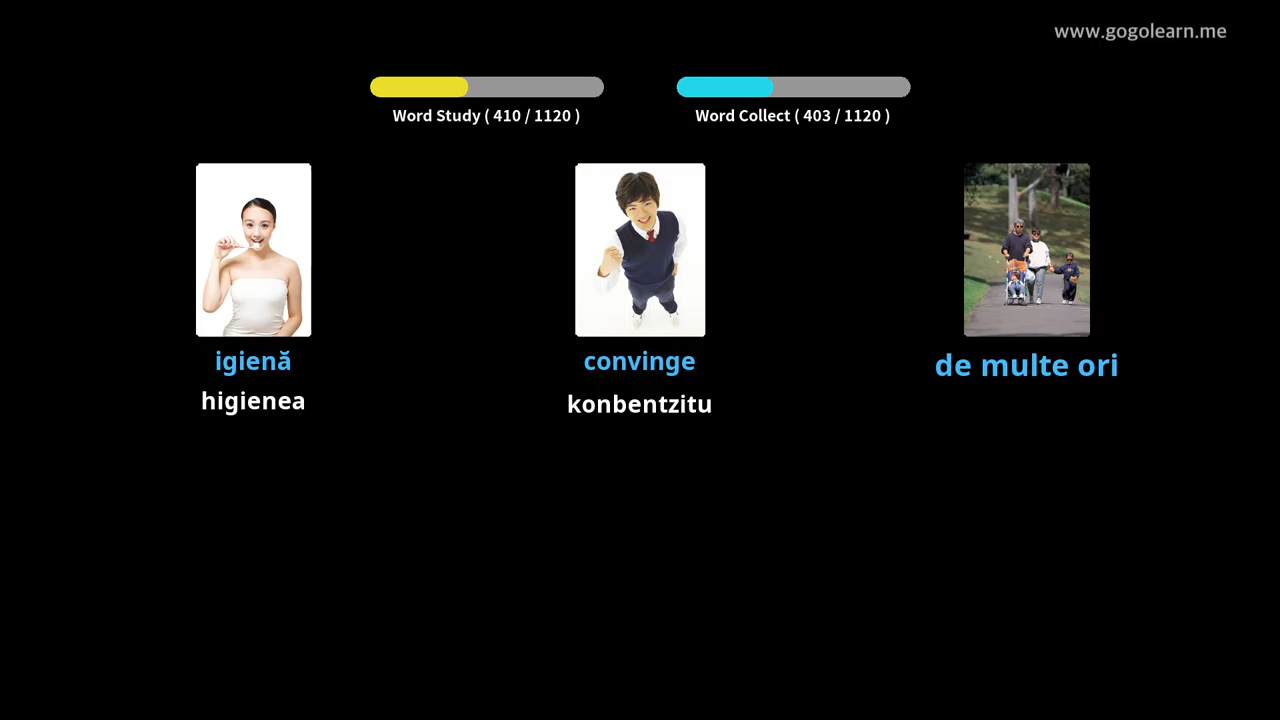 www.gogolearn.me
Word Study ( 410 / 1120 )
Word Collect ( 403 / 1120 )
igienă
higienea
convinge
konbentzitu
de multe ori